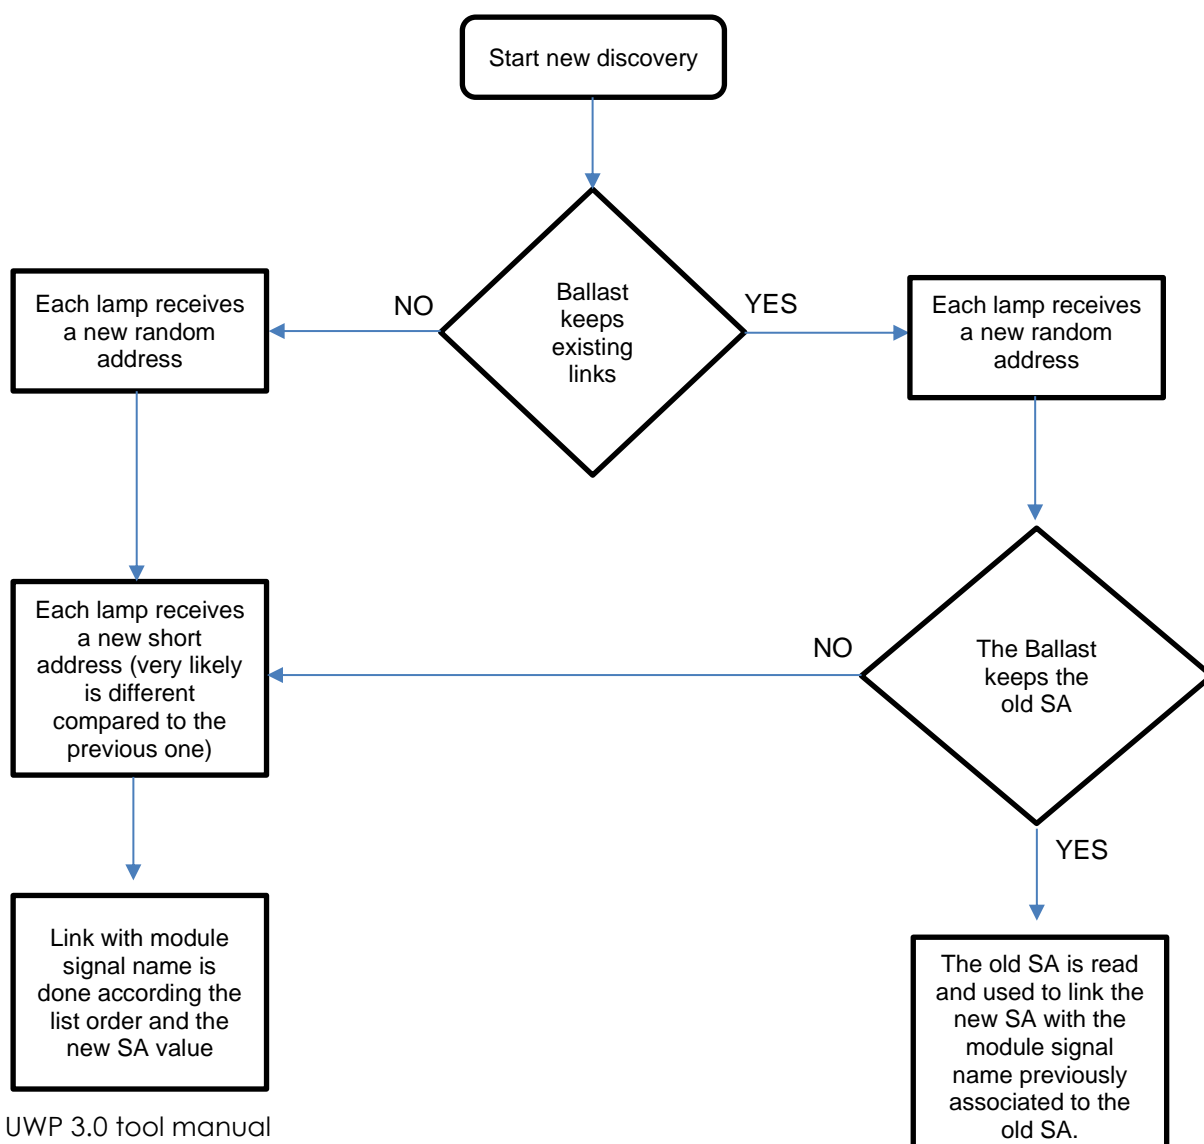 Start new discovery
Ballast
keeps
existing
links
NO
YES
Each lamp receives
a new random
address
Each lamp receives
a new random
address
Each lamp receives
a new short
address (very likely
is different
compared to the
previous one)
NO
The Ballast
keeps the
old SA
YES
Link with module
signal name is
done according the
list order and the
new SA value
The old SA is read
and used to link the
new SA with the
module signal
name previously
associated to the
old SA.
UWP 3.0 tool manual